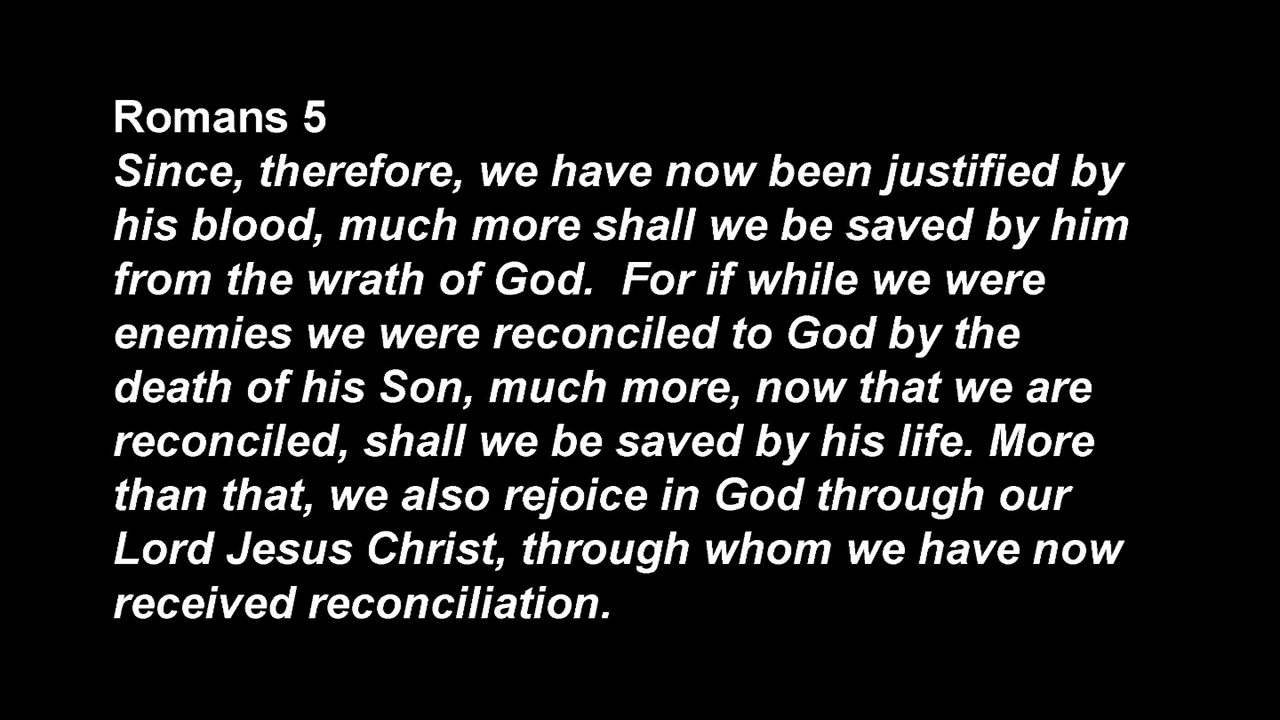 Romans 5
Since, therefore, we have now been justified by
his blood, much more shall we be saved by him
from the wrath of God.  For if while we were
enemies we were reconciled to God by the
death of his Son, much more, now that we are
reconciled, shall we be saved by his life. More
than that, we also rejoice in God through our
Lord Jesus Christ, through whom we have now
received reconciliation.